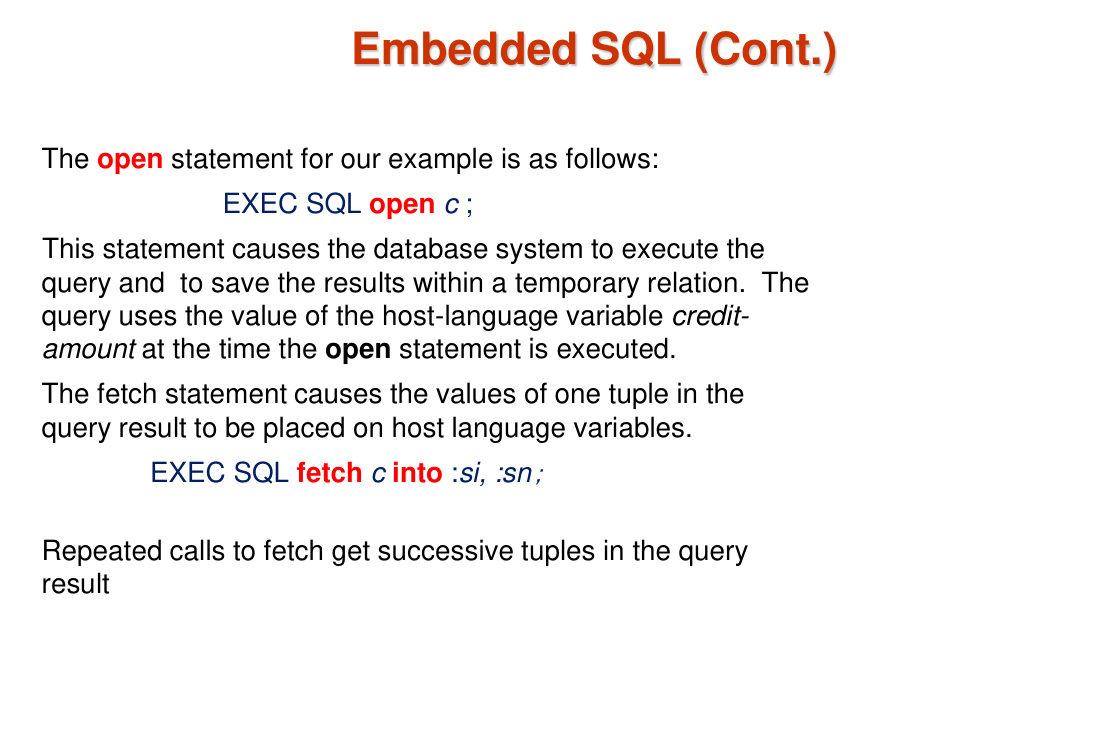 Embedded SQL (Cont.)
The open statement for our example is as follows:
EXEC SQL open c ;
This statement causes the database system to execute the
query and  to save the results within a temporary relation.  The
query uses the value of the host-language variable credit-
amount at the time the open statement is executed.
The fetch statement causes the values of one tuple in the
query result to be placed on host language variables.
EXEC SQL fetch c into :si, :sn ;
Repeated calls to fetch get successive tuples in the query
result